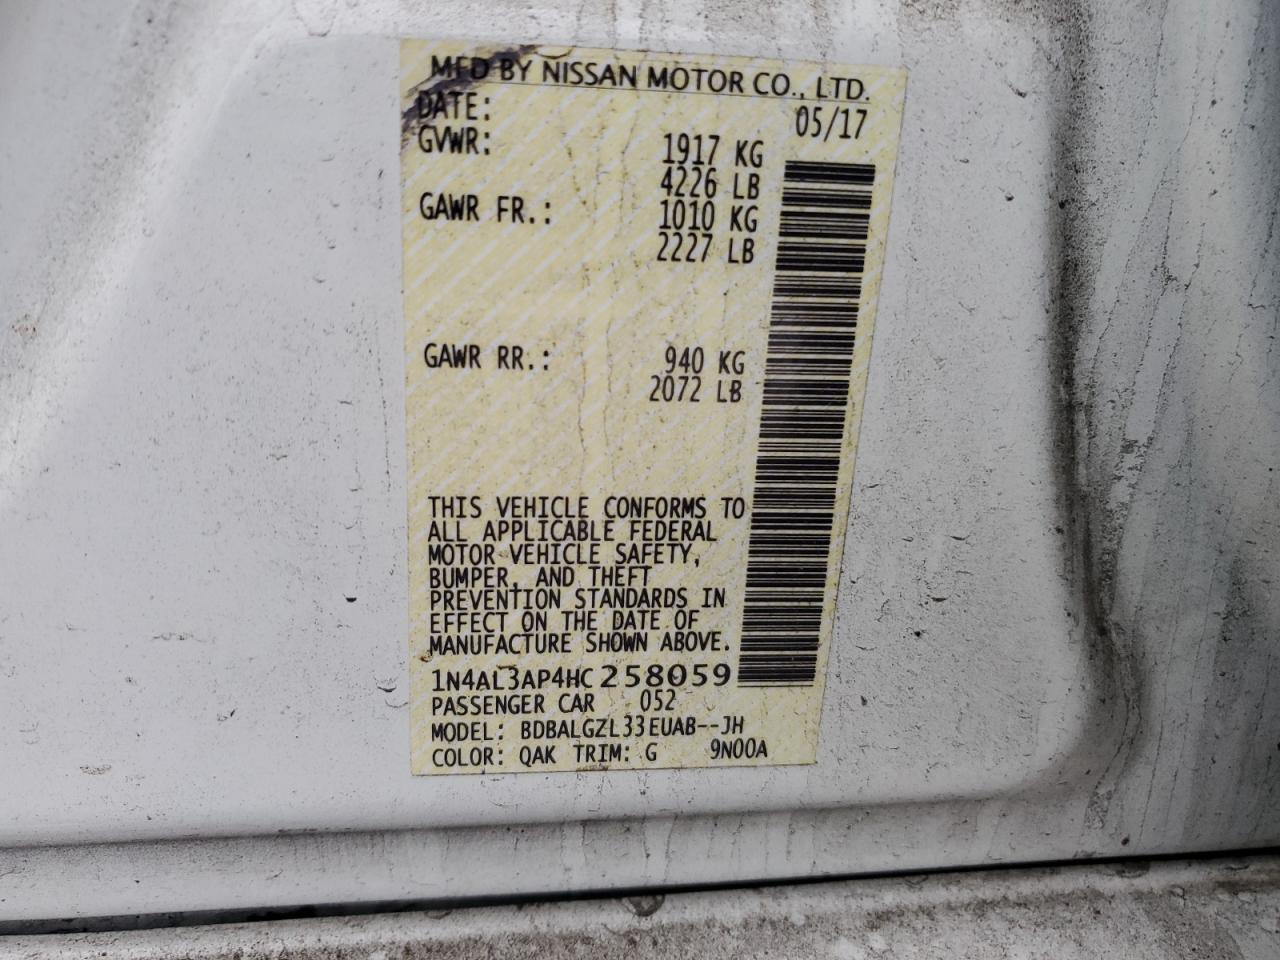 MFD BY NISSAN MOTOR CO., LTD.
DATE: 05/17
GVWR: 1917 KG
4226 LB
GAWR FR.: 1010 KG
2227 LB
GAWR RR.: 940 KG
2072 LB
THIS VEHICLE CONFORMS TO
ALL APPLICABLE FEDERAL
MOTOR VEHICLE SAFETY,
BUMPER, AND THEFT
PREVENTION STANDARDS IN
EFFECT ON THE DATE OF
MANUFACTURE SHOWN ABOVE.
1N4AL3AP4HC258059
PASSENGER CAR 052
MODEL: BDBALGZL33EUAB--JH
COLOR: QAK TRIM: G 9N00A